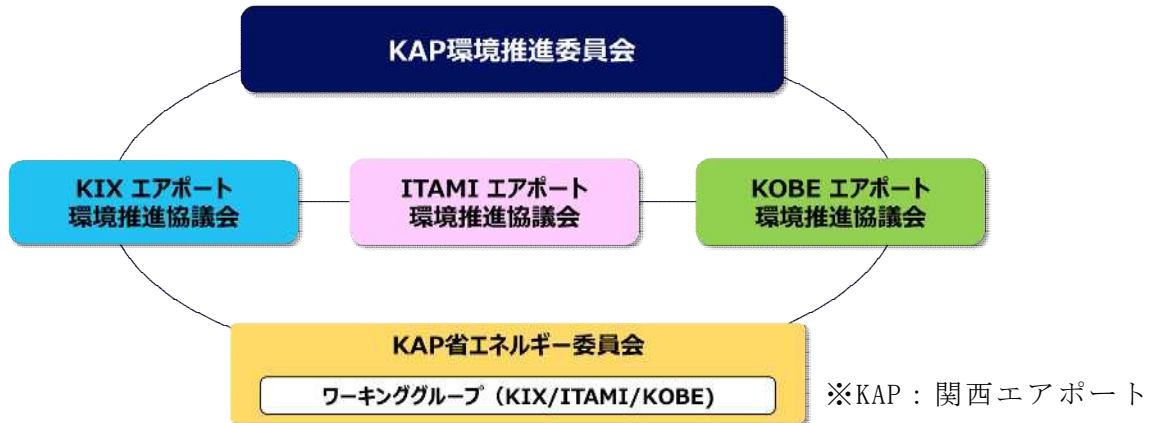 KAP環境推進委員会
KIX エアポート
環境推進協議会
ITAMI エアポート
環境推進協議会
KOBE エアポート
環境推進協議会
KAP省エネルギー委員会
ワーキンググループ（KIX/ITAMI/KOBE)
※KAP：関西エアポート